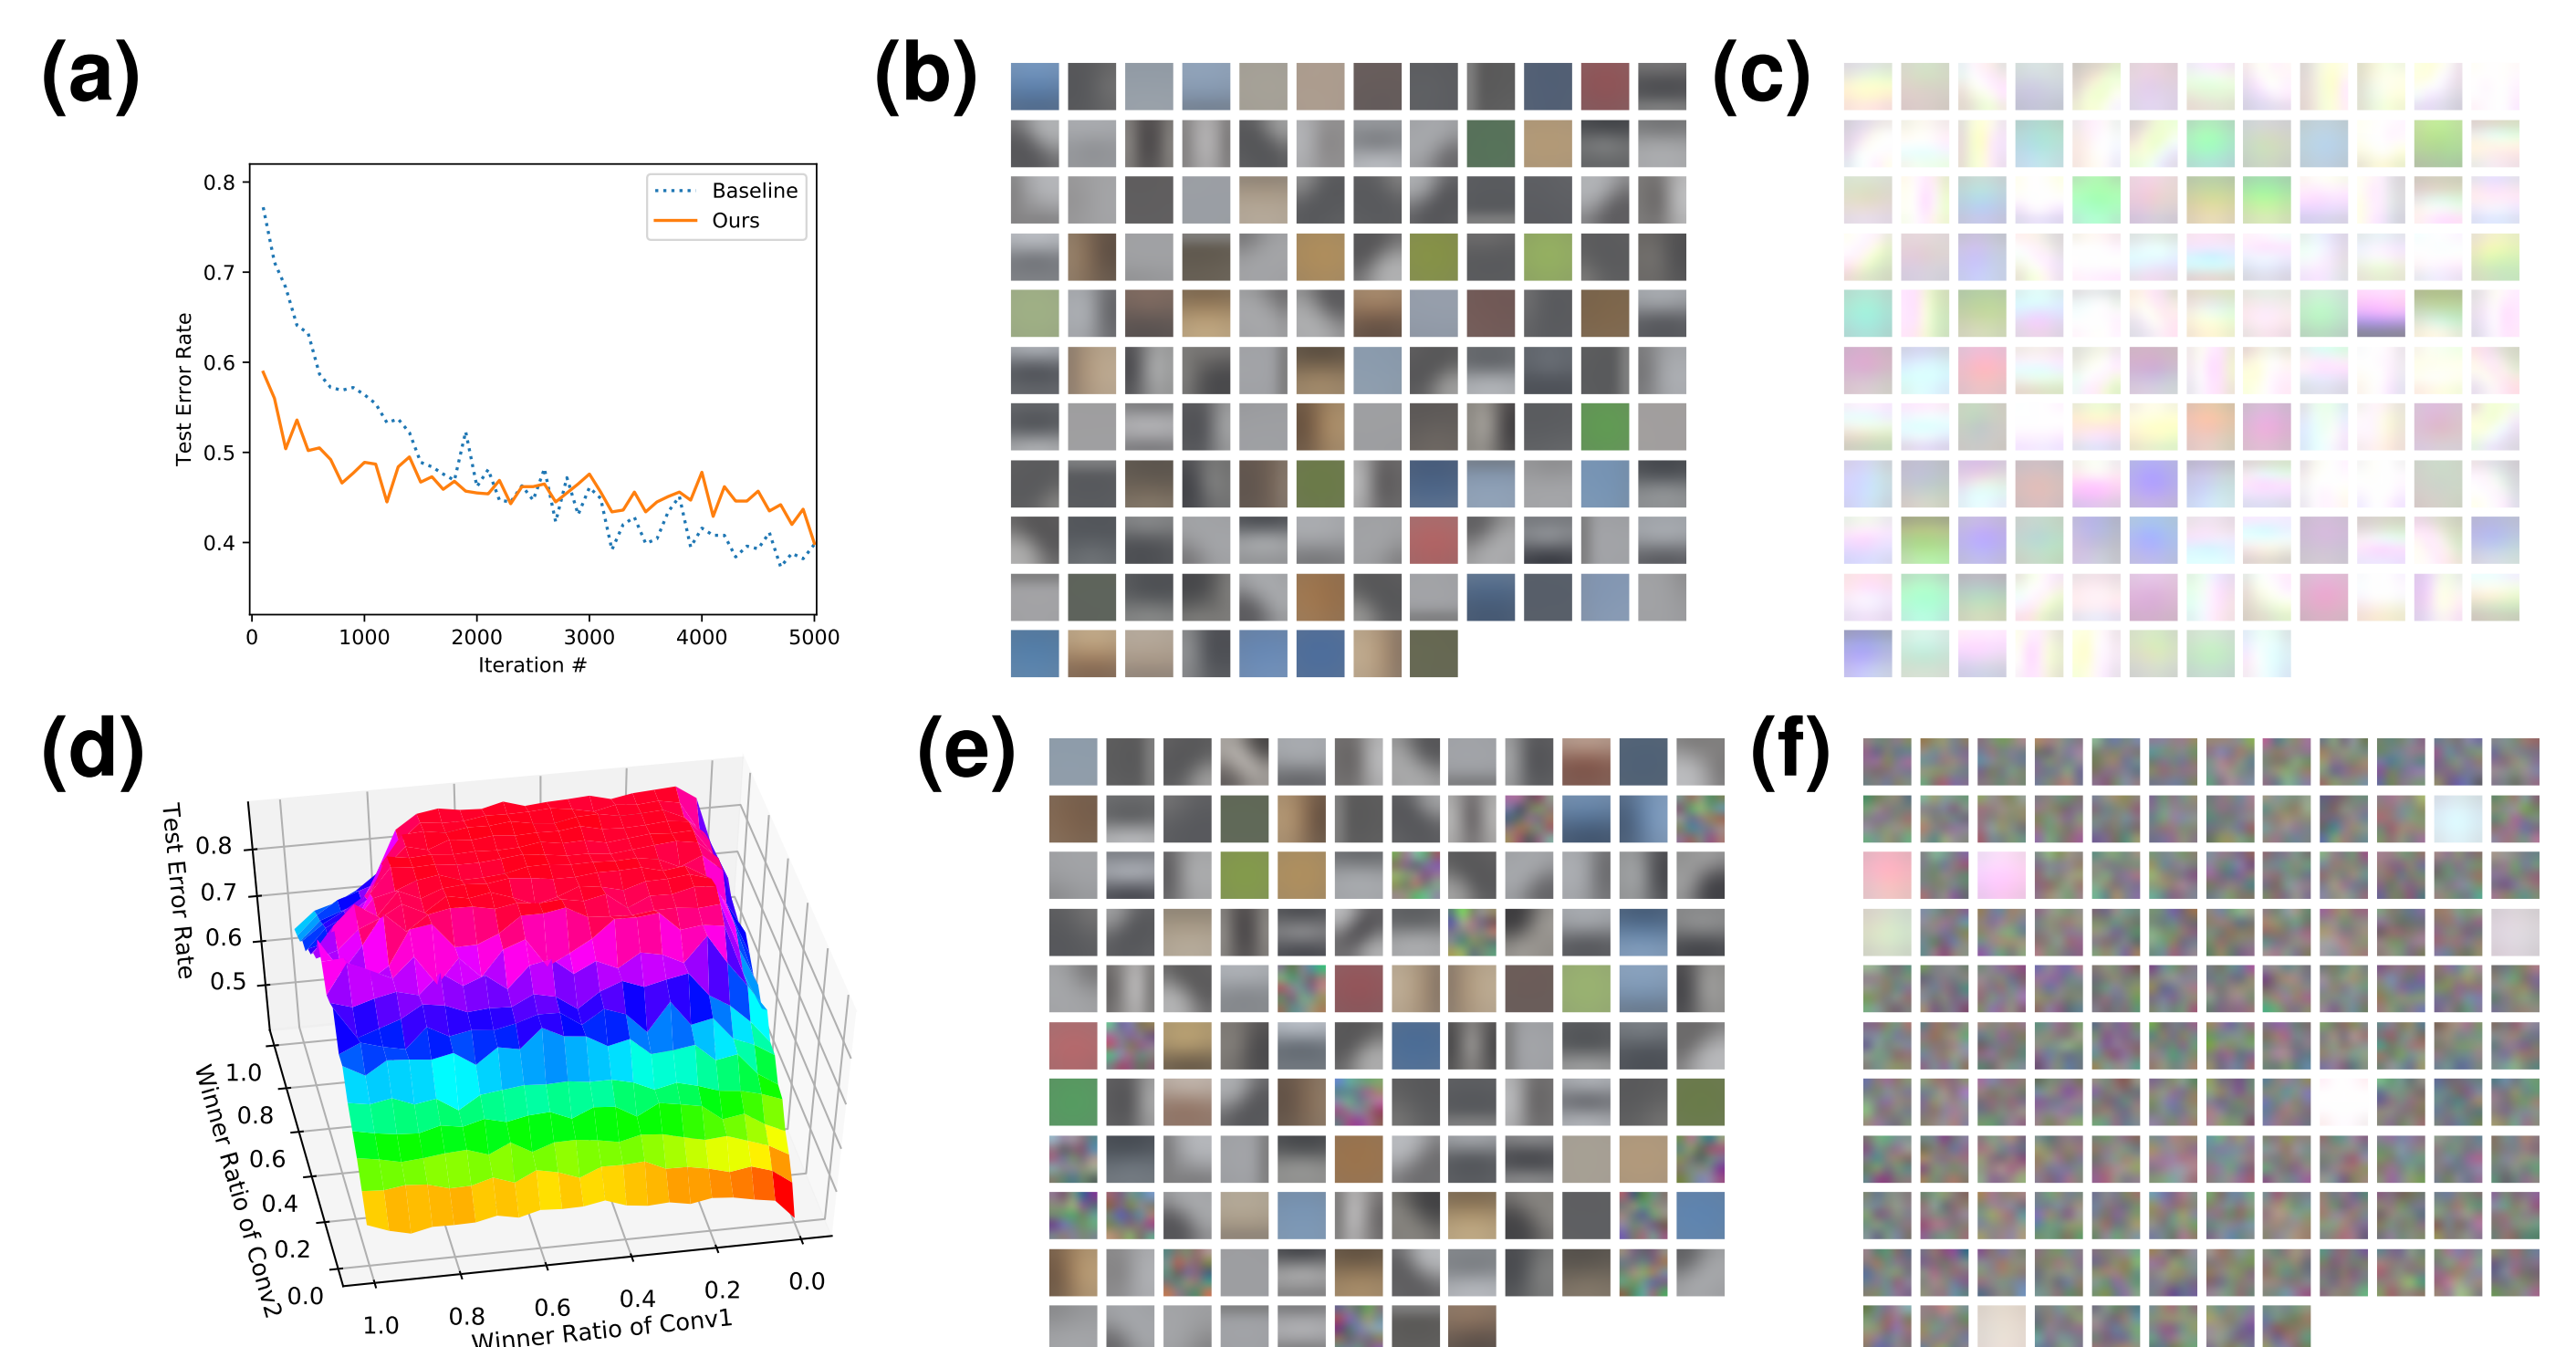 (a)
0.8
0.7
0.6
0.5
0.4
Test Error Rate
Baseline
Ours
0 1000 2000 3000 4000 5000
Iteration #
(b)
(c)
(d)
Test Error Rate
0.8
0.7
0.6
0.5
Winner Ratio of Conv2
1.0
0.8
0.6
0.4
0.2
0.0
1.0 0.8 0.6 0.4 0.2 0.0
Winner Ratio of Conv1
(e)
(f)